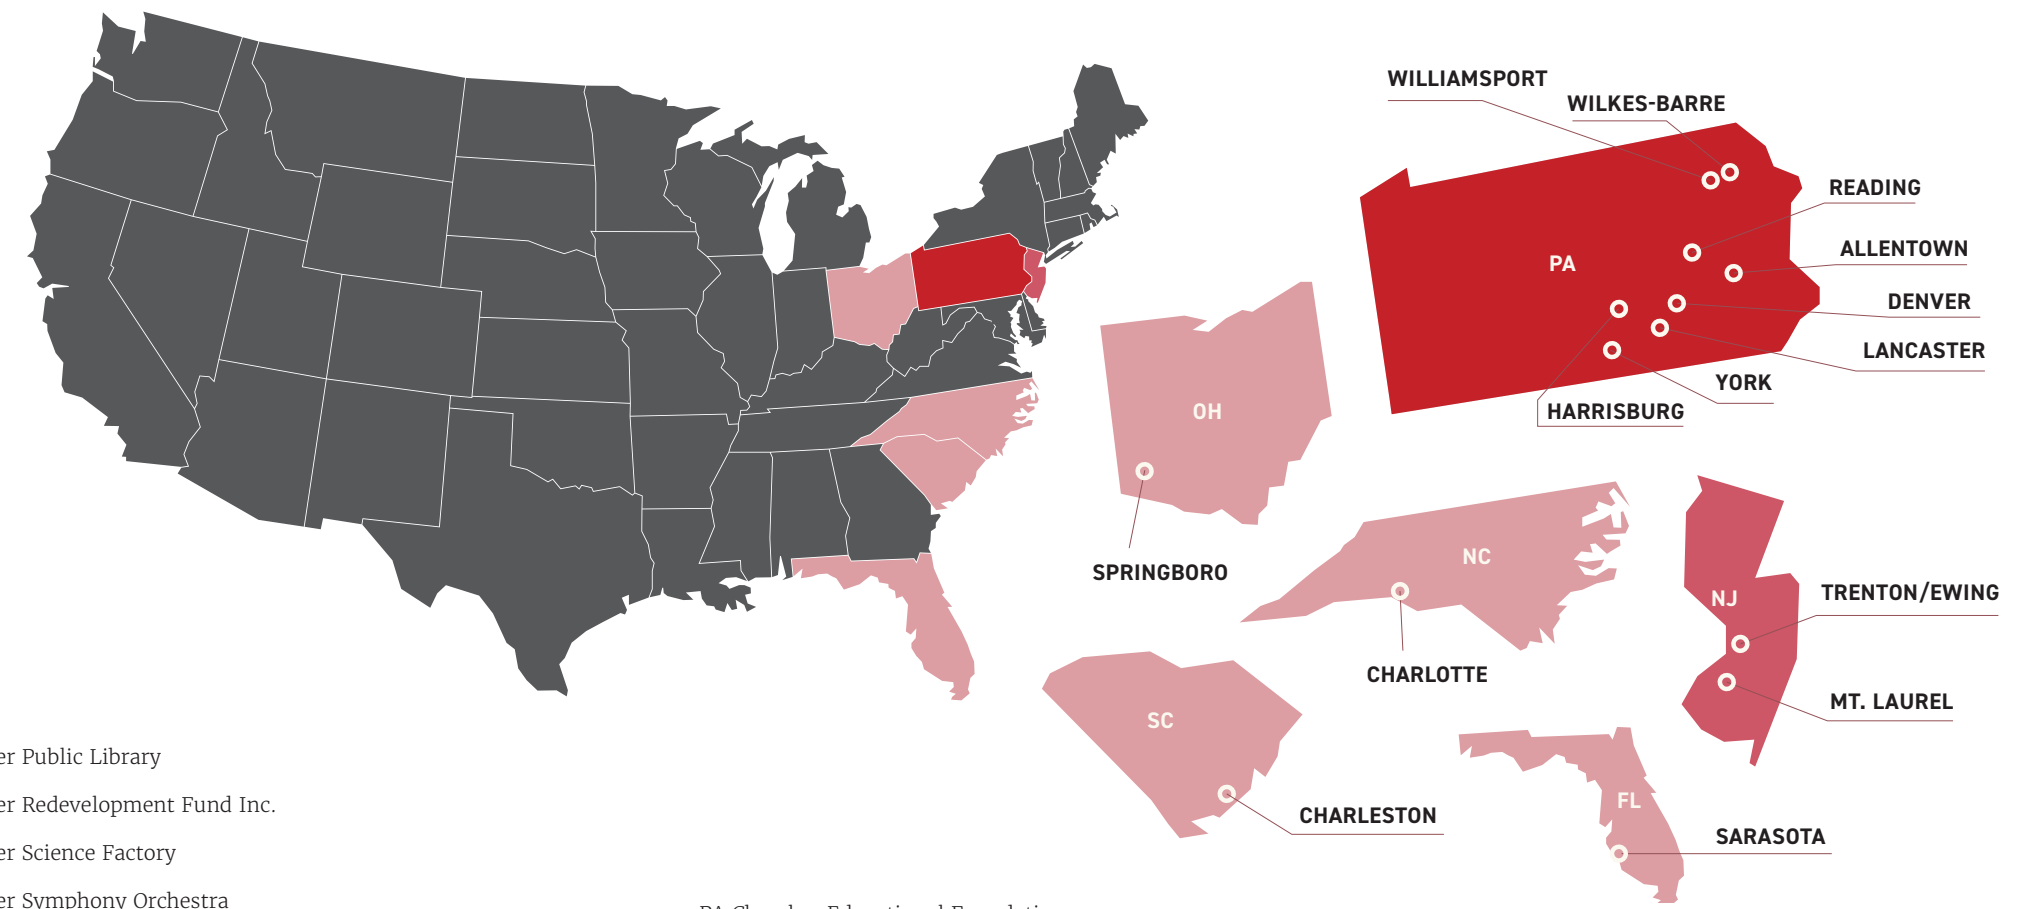 WILLIAMSPORT
WILKES-BARRE
READING
ALLENTOWN
PA
DENVER
LANCASTER
YORK
HARRISBURG
OH
SPRINGBORO
NC
CHARLOTTE
NJ
TRENTON/EWING
MT. LAUREL
SC
CHARLESTON
FL
SARASOTA
er Public Library
er Redevelopment Fund Inc.
er Science Factory
er Symphony Orchestra